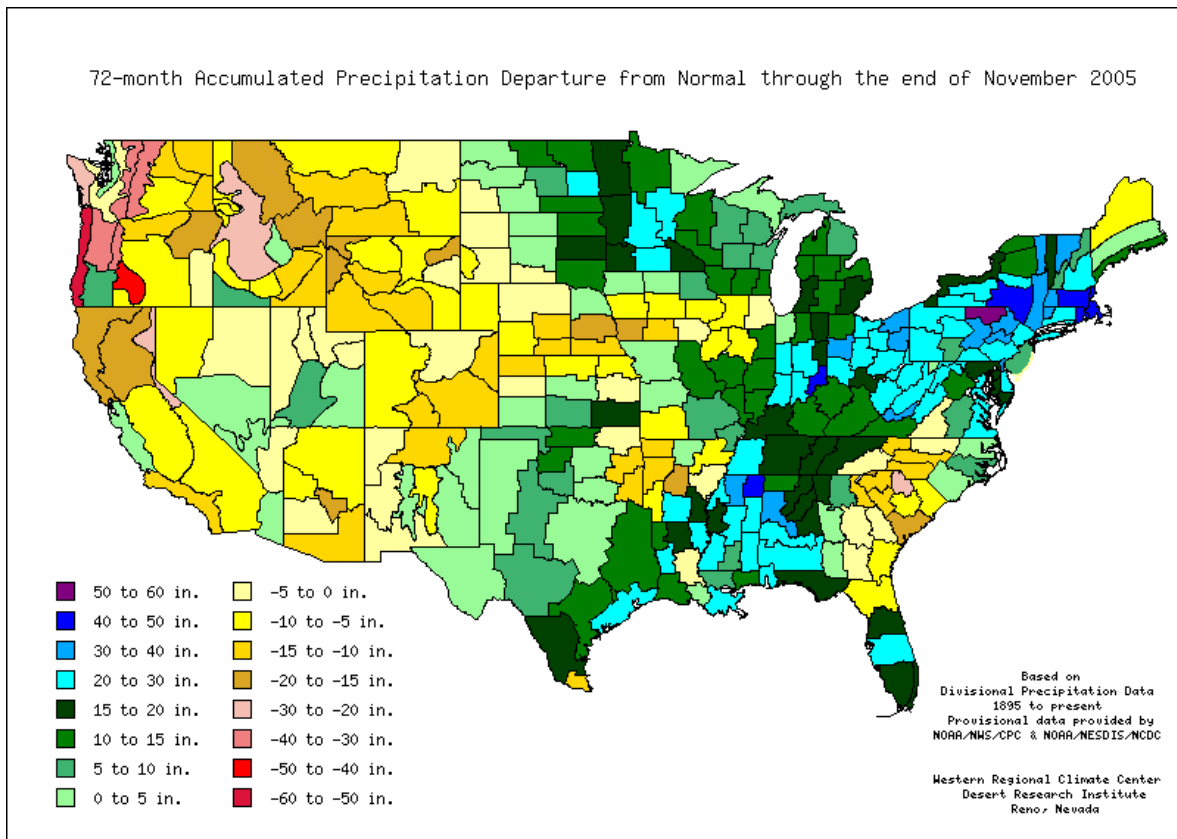 72-month Accumulated Precipitation Departure from Normal through the end of November 2005
50 to 60 in.
40 to 50 in.
30 to 40 in.
20 to 30 in.
15 to 20 in.
10 to 15 in.
5 to 10 in.
0 to 5 in.
-5 to 0 in.
-10 to -5 in.
-15 to -10 in.
-20 to -15 in.
-30 to -20 in.
-40 to -30 in.
-50 to -40 in.
-60 to -50 in.
Based on
Divisional Precipitation Data
1895 to present
Provisional data provided by
NOAA/NWS/CPC & NOAA/NESDIS/NCDC
Western Regional Climate Center
Desert Research Institute
Reno, Nevada